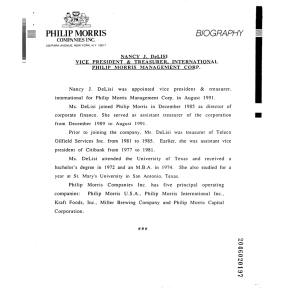 PHILIP MORRIS
COMPANIES INC.
120 PARK AVENUE, NEW YORK, N.Y. 10017
BIOGRAPHY
NANCY J. DeLISI
VICE PRESIDENT & TREASURER, INTERNATIONAL
PHILIP MORRIS MANAGEMENT CORP.
Nancy J. DeLisi was appointed vice president & treasurer,
international for Philip Morris Management Corp. in August 1991.
Ms. DeLisi joined Philip Morris in December 1985 as director of
corporate finance. She served as assistant treasurer of the corporation
from December 1989 to August 1991.
Prior to joining the company, Ms. DeLisi was treasurer of Teleco
Oilfield Services Inc. from 1981 to 1985. Earlier, she was assistant vice
president of Citibank from 1977 to 1981.
Ms. DeLisi attended the University of Texas and received a
bachelor's degree in 1972 and an M.B.A. in 1974. She also studied for a
year at St. Mary's University in San Antonio, Texas.
Philip Morris Companies Inc. has five principal operating
companies: Philip Morris U.S.A., Philip Morris International Inc.,
Kraft Foods, Inc., Miller Brewing Company and Philip Morris Capital
Corporation.
###
2046020197